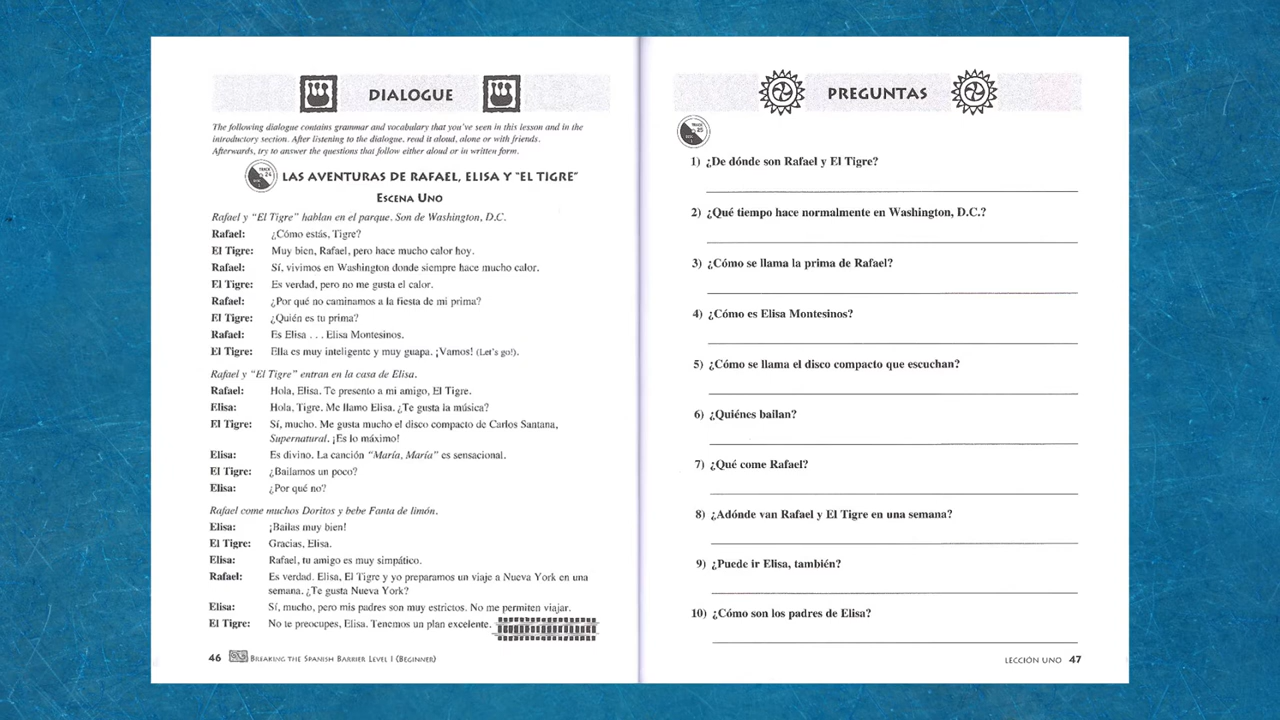 DIALOGUE
The following dialogue contains grammar and vocabulary that you've seen in this lesson and in the
introductory section. After listening to the dialogue, read it aloud, alone or with friends.
Afterwards, try to answer the questions that follow either aloud or in written form.
TRACK 24
LAS AVENTURAS DE RAFAEL, ELISA Y "EL TIGRE"
ESCENA UNO
Rafael y "El Tigre" hablan en el parque. Son de Washington, D.C.
Rafael: ¿Cómo estás, Tigre?
El Tigre: Muy bien, Rafael, pero hace mucho calor hoy.
Rafael: Sí, vivimos en Washington donde siempre hace mucho calor.
El Tigre: Es verdad, pero no me gusta el calor.
Rafael: ¿Por qué no caminamos a la fiesta de mi prima?
El Tigre: ¿Quién es tu prima?
Rafael: Es Elisa . . . Elisa Montesinos.
El Tigre: Ella es muy inteligente y muy guapa. ¡Vamos! (Let's go!).
Rafael y "El Tigre" entran en la casa de Elisa.
Rafael: Hola, Elisa. Te presento a mi amigo, El Tigre.
Elisa: Hola, Tigre. Me llamo Elisa. ¿Te gusta la música?
El Tigre: Sí, mucho. Me gusta mucho el disco compacto de Carlos Santana,
Supernatural. ¡Es lo máximo!
Elisa: Es divino. La canción "María, María" es sensacional.
El Tigre: ¿Bailamos un poco?
Elisa: ¿Por qué no?
Rafael come muchos Doritos y bebe Fanta de limón.
Elisa: ¡Bailas muy bien!
El Tigre: Gracias, Elisa.
Elisa: Rafael, tu amigo es muy simpático.
Rafael: Es verdad. Elisa, El Tigre y yo preparamos un viaje a Nueva York en una
semana. ¿Te gusta Nueva York?
Elisa: Sí, mucho, pero mis padres son muy estrictos. No me permiten viajar.
El Tigre: No te preocupes, Elisa. Tenemos un plan excelente.
46 BREAKING THE SPANISH BARRIER LEVEL I (BEGINNER)
PREGUNTAS
TRACK 25
1) ¿De dónde son Rafael y El Tigre?
2) ¿Qué tiempo hace normalmente en Washington, D.C.?
3) ¿Cómo se llama la prima de Rafael?
4) ¿Cómo es Elisa Montesinos?
5) ¿Cómo se llama el disco compacto que escuchan?
6) ¿Quiénes bailan?
7) ¿Qué come Rafael?
8) ¿Adónde van Rafael y El Tigre en una semana?
9) ¿Puede ir Elisa, también?
10) ¿Cómo son los padres de Elisa?
LECCIÓN UNO 47